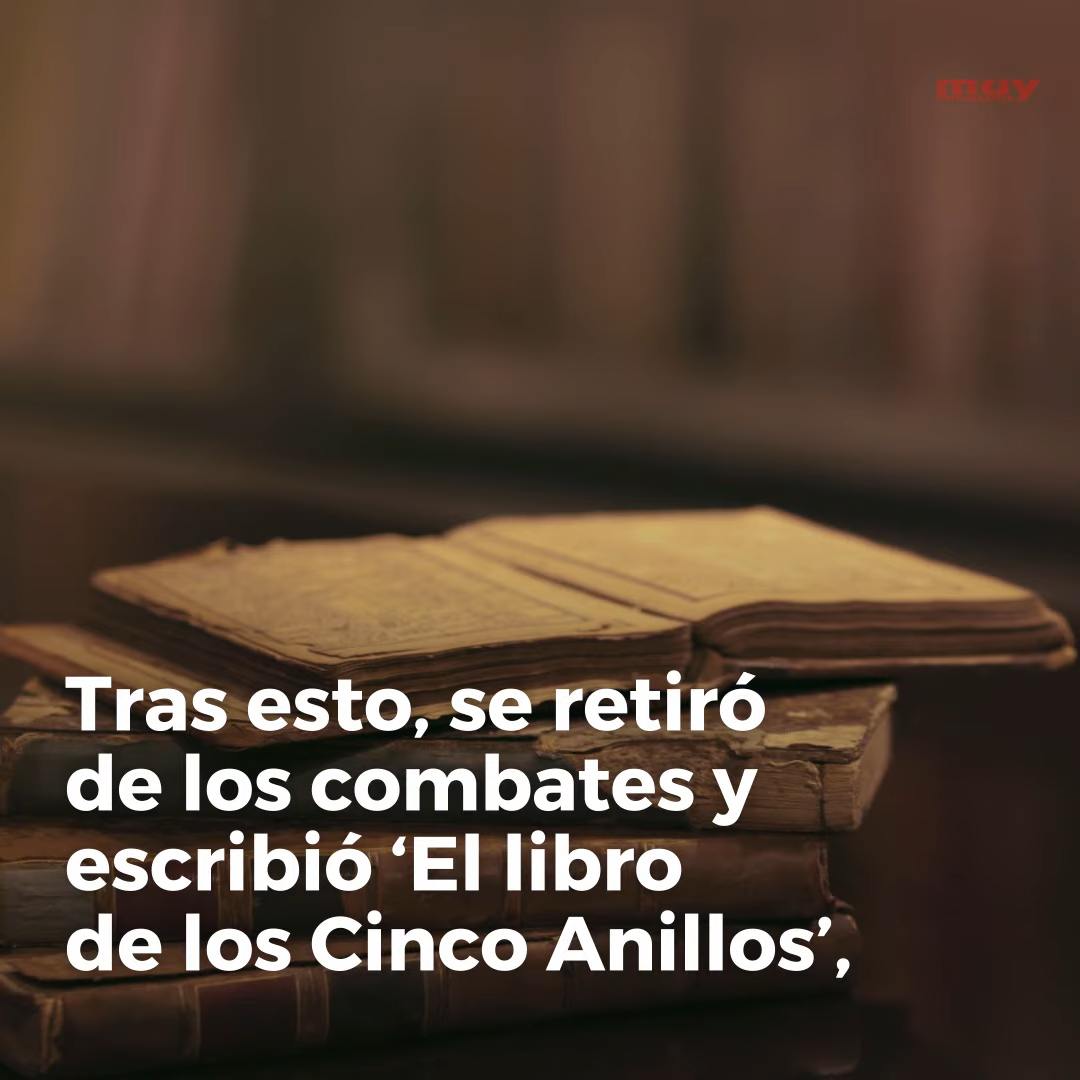 muy
Tras esto, se retiró
de los combates y
escribió ‘El libro
de los Cinco Anillos’,